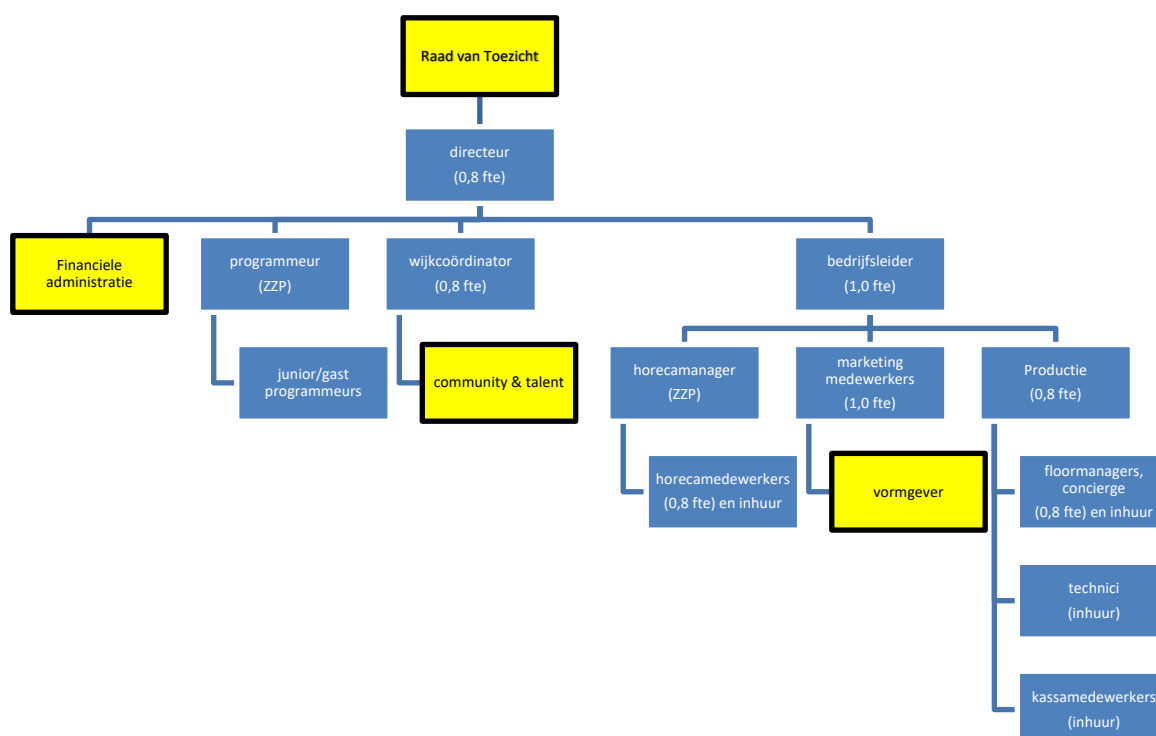 Raad van Toezicht
directeur
(0,8 fte)
Financiele
administratie
programmeur
(ZZP)
wijkcoördinator
(0,8 fte)
bedrijfsleider
(1,0 fte)
junior/gast
programmeurs
community & talent
horecamanager
(ZZP)
marketing
medewerkers
(1,0 fte)
Productie
(0,8 fte)
horecamedewerkers
(0,8 fte) en inhuur
vormgever
floormanagers,
concierge
(0,8 fte) en inhuur
technici
(inhuur)
kassamedewerkers
(inhuur)